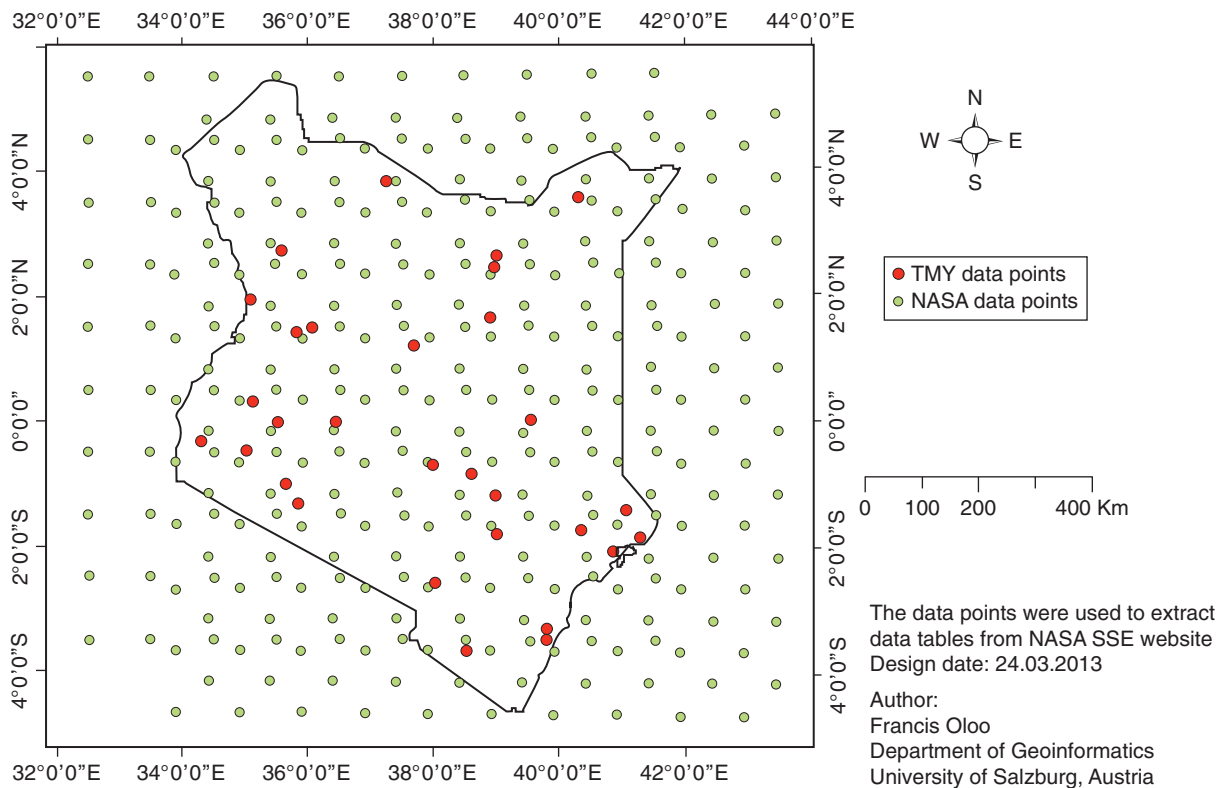 32°0'0"E 34°0'0"E 36°0'0"E 38°0'0"E 40°0'0"E 42°0'0"E 44°0'0"E
4°0'0"N
2°0'0"N
0°0'0"
2°0'0"S
4°0'0"S
4°0'0"N
2°0'0"N
0°0'0"
2°0'0"S
4°0'0"S
32°0'0"E 34°0'0"E 36°0'0"E 38°0'0"E 40°0'0"E 42°0'0"E
N
W E
S
TMY data points
NASA data points
0 100 200 400 Km
The data points were used to extract
data tables from NASA SSE website
Design date: 24.03.2013
Author:
Francis Oloo
Department of Geoinformatics
University of Salzburg, Austria